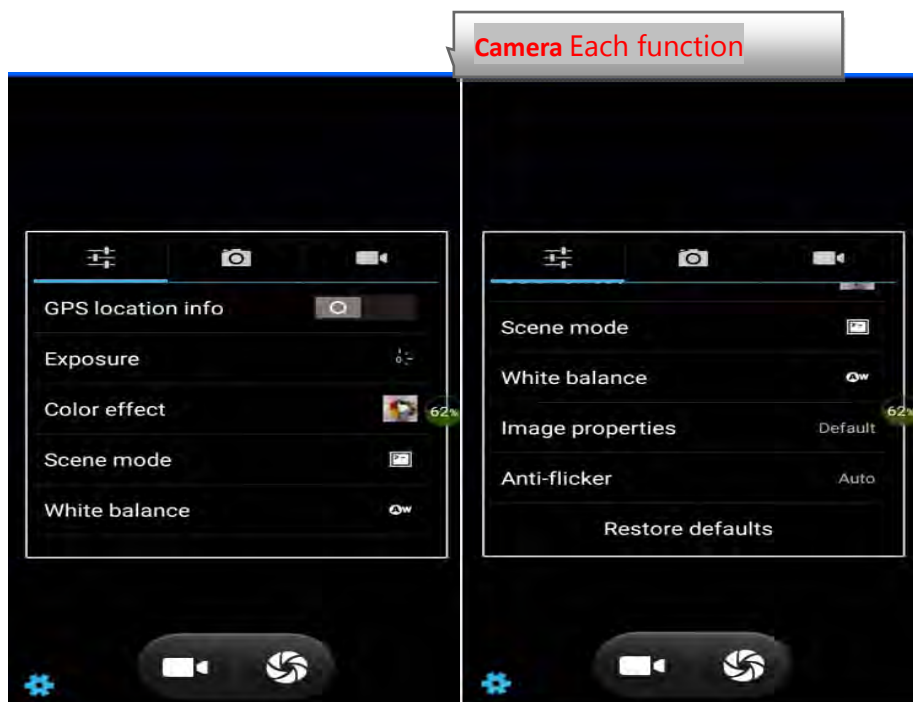 Camera Each function
GPS location info
Exposure
Color effect
62%
Scene mode
White balance
Scene mode
White balance
62%
Image properties Default
Anti-flicker Auto
Restore defaults